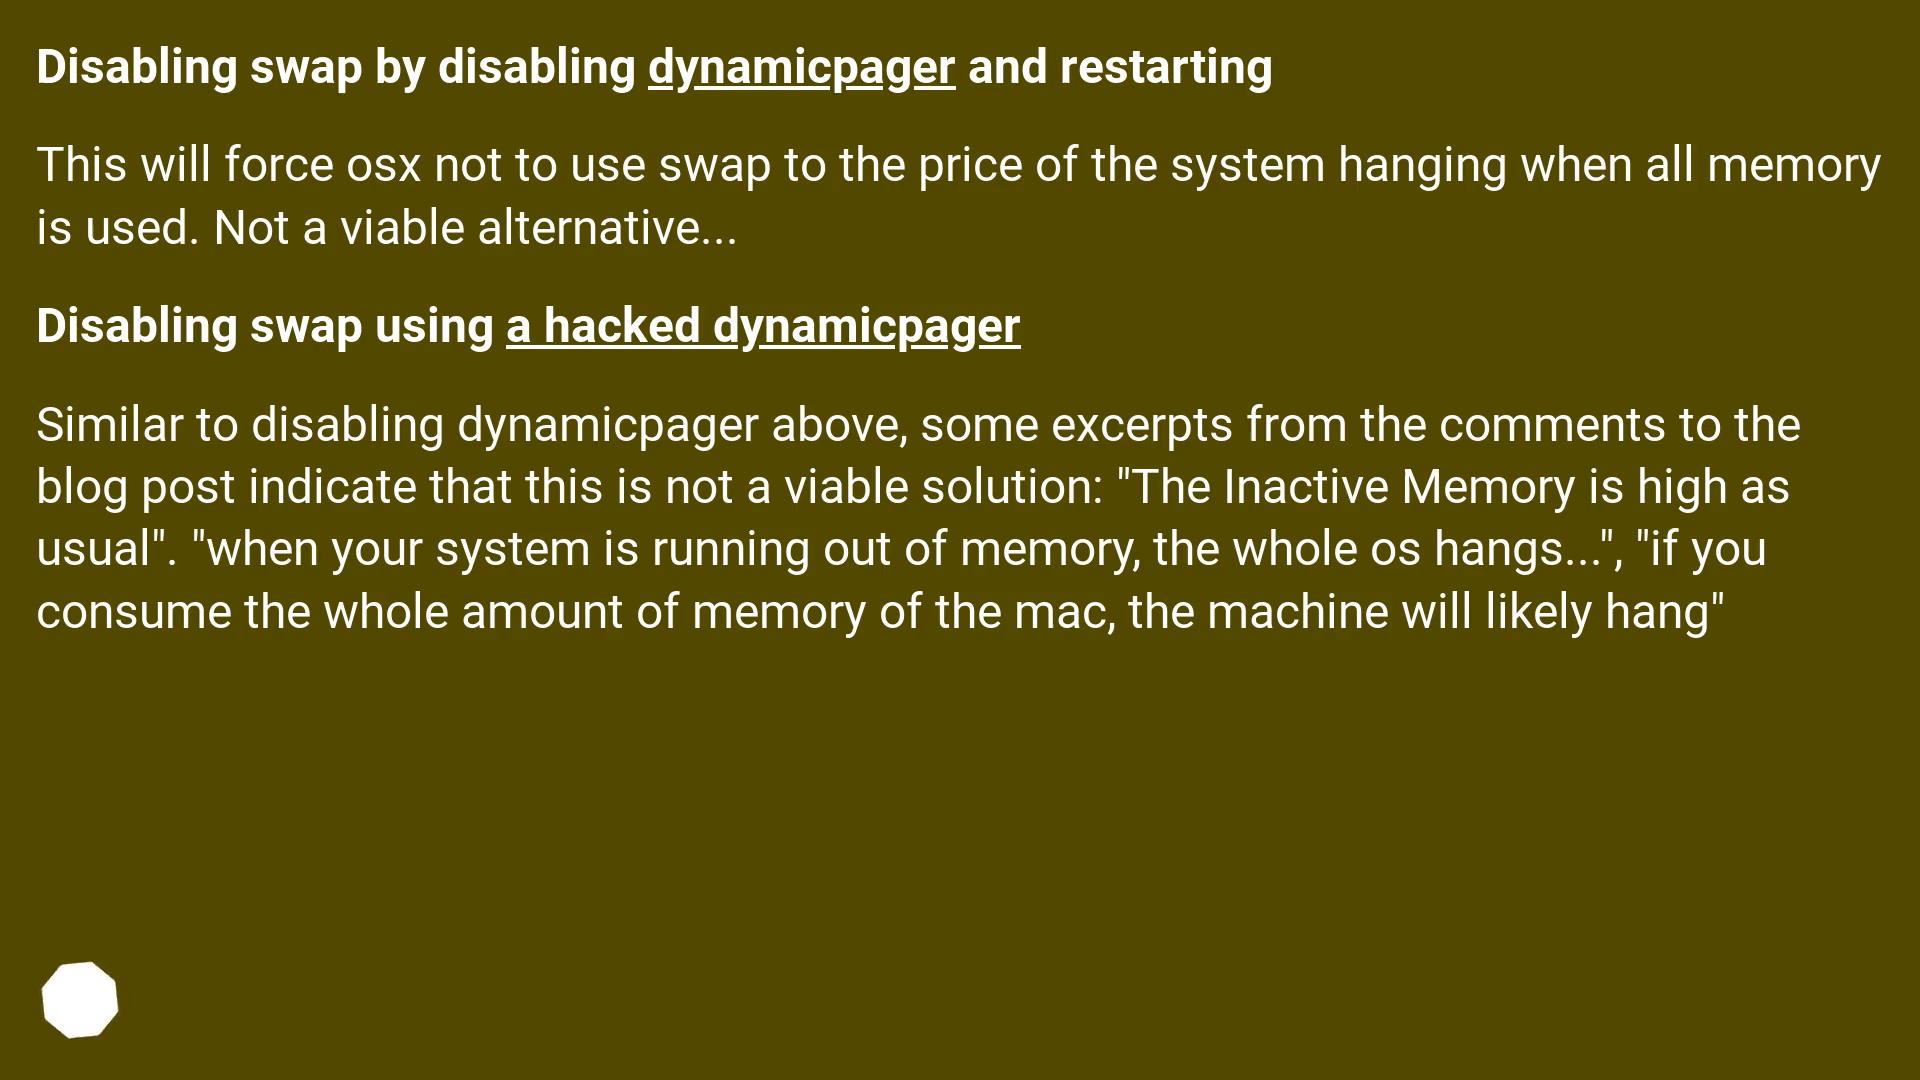 Disabling swap by disabling dynamicpager and restarting
This will force osx not to use swap to the price of the system hanging when all memory
is used. Not a viable alternative...
Disabling swap using a hacked dynamicpager
Similar to disabling dynamicpager above, some excerpts from the comments to the
blog post indicate that this is not a viable solution: "The Inactive Memory is high as
usual". "when your system is running out of memory, the whole os hangs...", "if you
consume the whole amount of memory of the mac, the machine will likely hang"